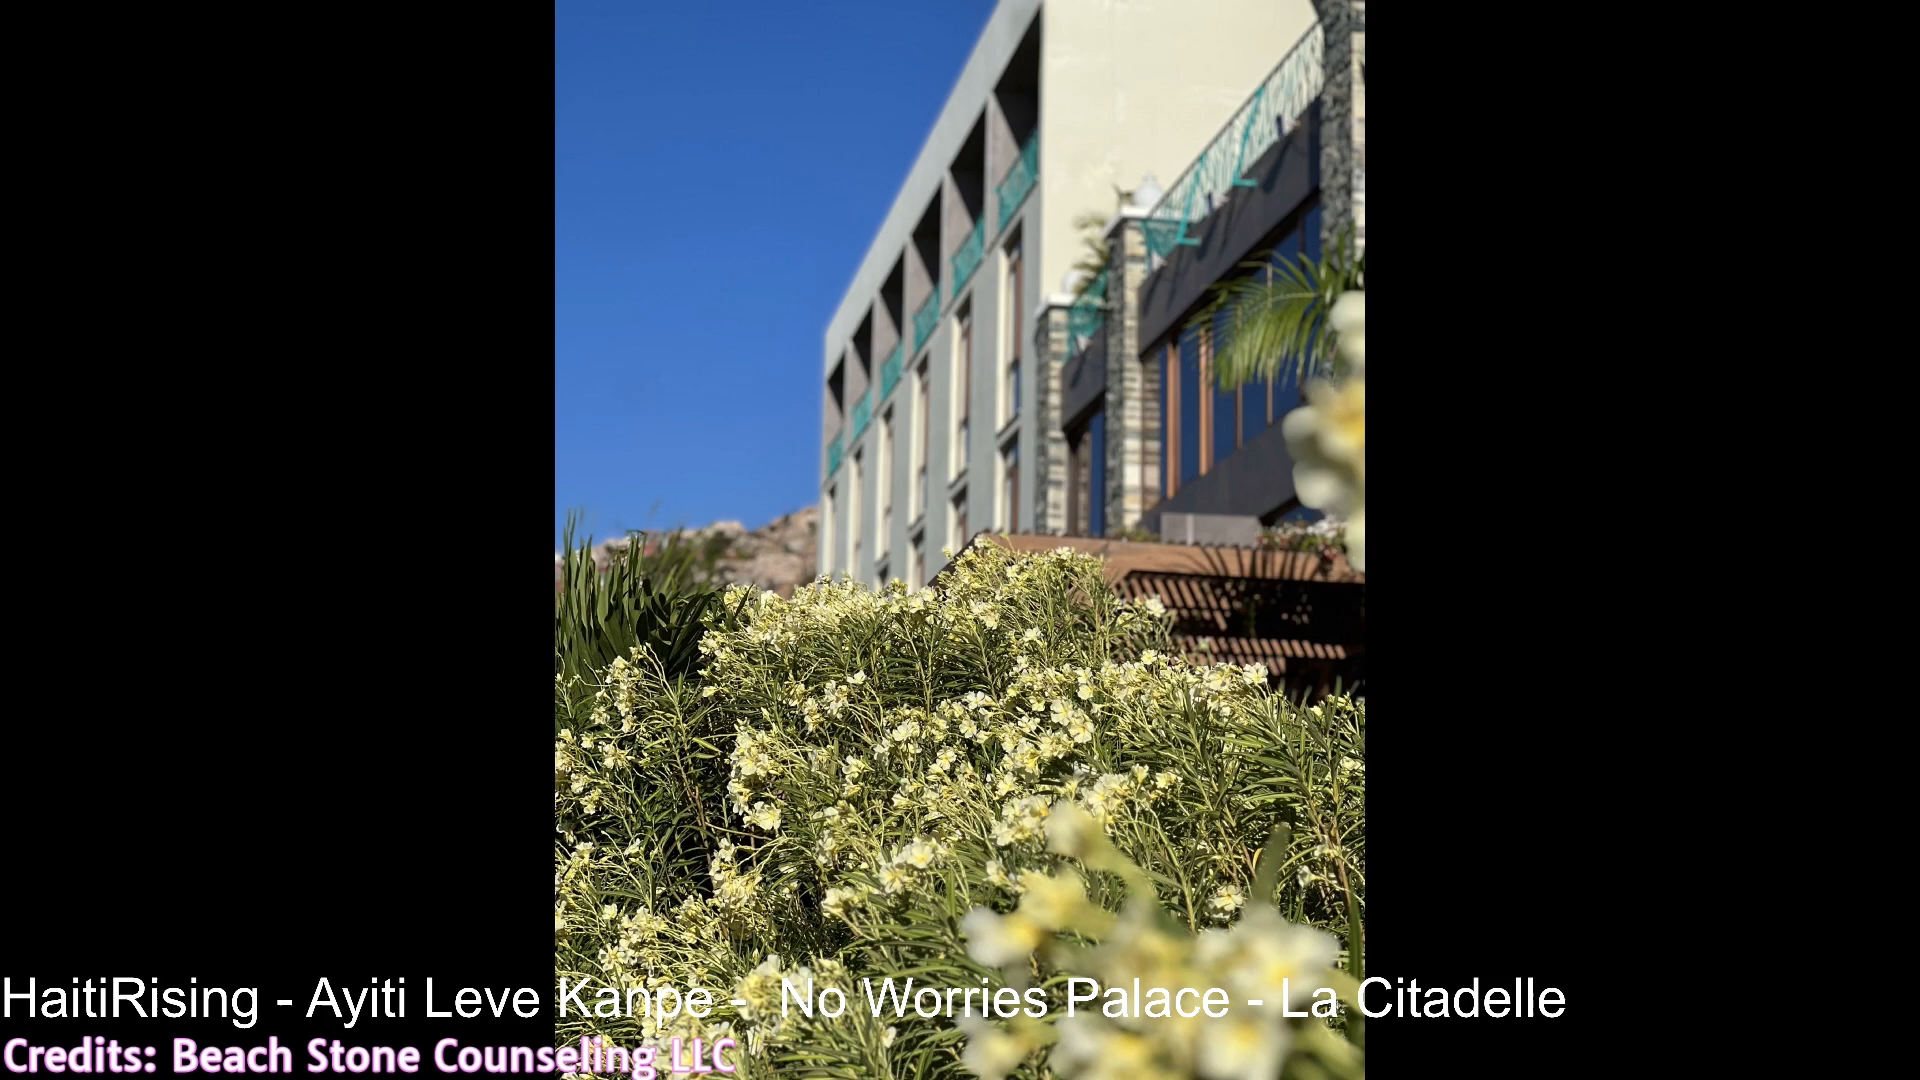 HaitiRising - Ayiti Leve Kanpe -  No Worries Palace - La Citadelle
Credits: Beach Stone Counseling LLC